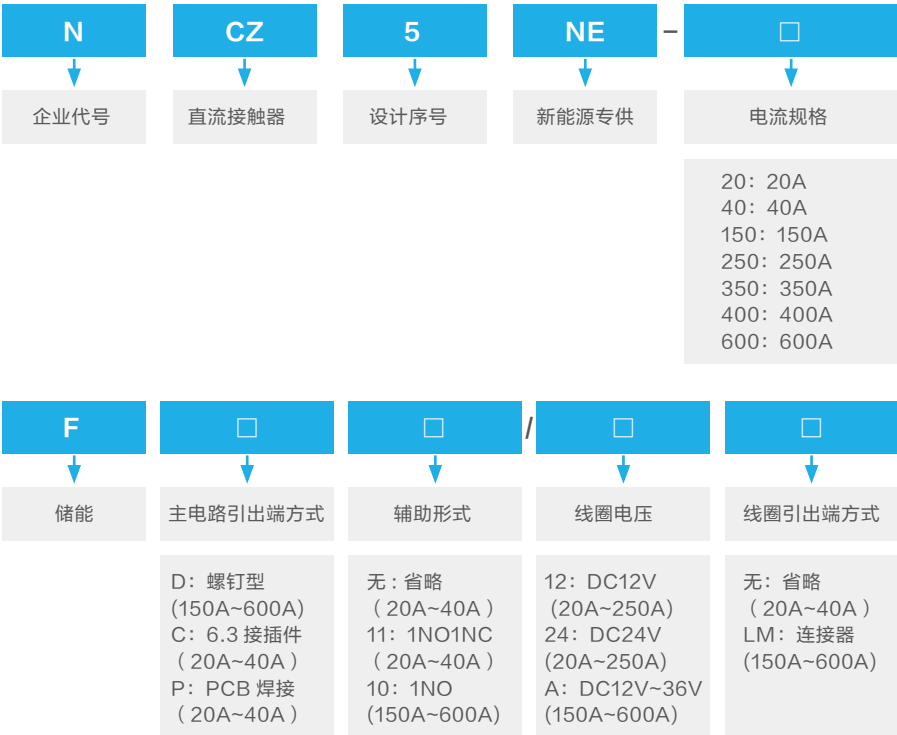 N CZ 5 NE – □
企业代号 直流接触器 设计序号 新能源专供 电流规格
20：20A
40：40A
150：150A
250：250A
350：350A
400：400A
600：600A
F □ □ / □ □
储能 主电路引出端方式 辅助形式 线圈电压 线圈引出端方式
D：螺钉型
(150A~600A)
C：6.3 接插件
（ 20A~40A ）
P：PCB 焊接
（ 20A~40A ）
无 : 省略
（ 20A~40A ）
11：1NO1NC
（ 20A~40A ）
10：1NO
(150A~600A)
12：DC12V
(20A~250A)
24：DC24V
(20A~250A)
A：DC12V~36V
(150A~600A)
无：省略
（ 20A~40A ）
LM：连接器
(150A~600A)